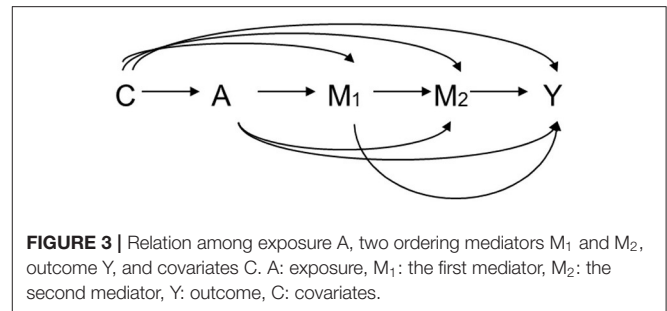 C A M1 M2 Y
FIGURE 3 | Relation among exposure A, two ordering mediators M1 and M2,
outcome Y, and covariates C. A: exposure, M1: the first mediator, M2: the
second mediator, Y: outcome, C: covariates.